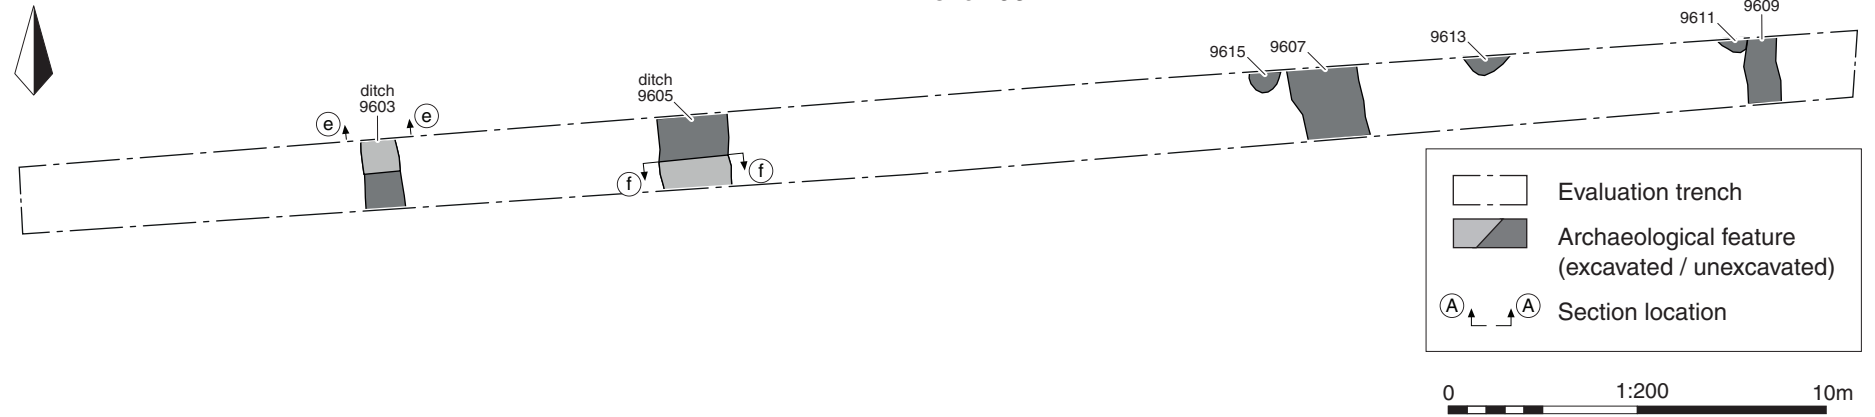 9609
9611
9613
9615 9607
ditch
9605
ditch
9603
e e
f f
Evaluation trench
Archaeological feature
(excavated / unexcavated)
A A Section location
0 1:200 10m